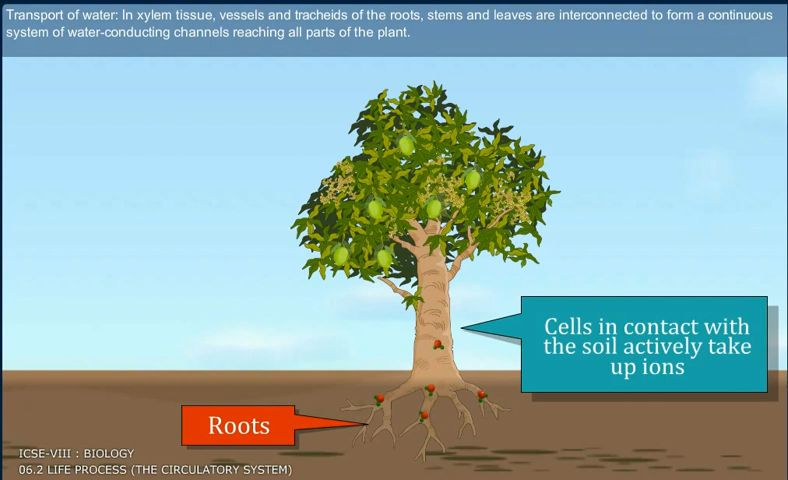 Transport of water: In xylem tissue, vessels and tracheids of the roots, stems and leaves are interconnected to form a continuous
system of water-conducting channels reaching all parts of the plant.
Cells in contact with
the soil actively take
up ions
Roots
ICSE-VIII : BIOLOGY
06.2 LIFE PROCESS (THE CIRCULATORY SYSTEM)